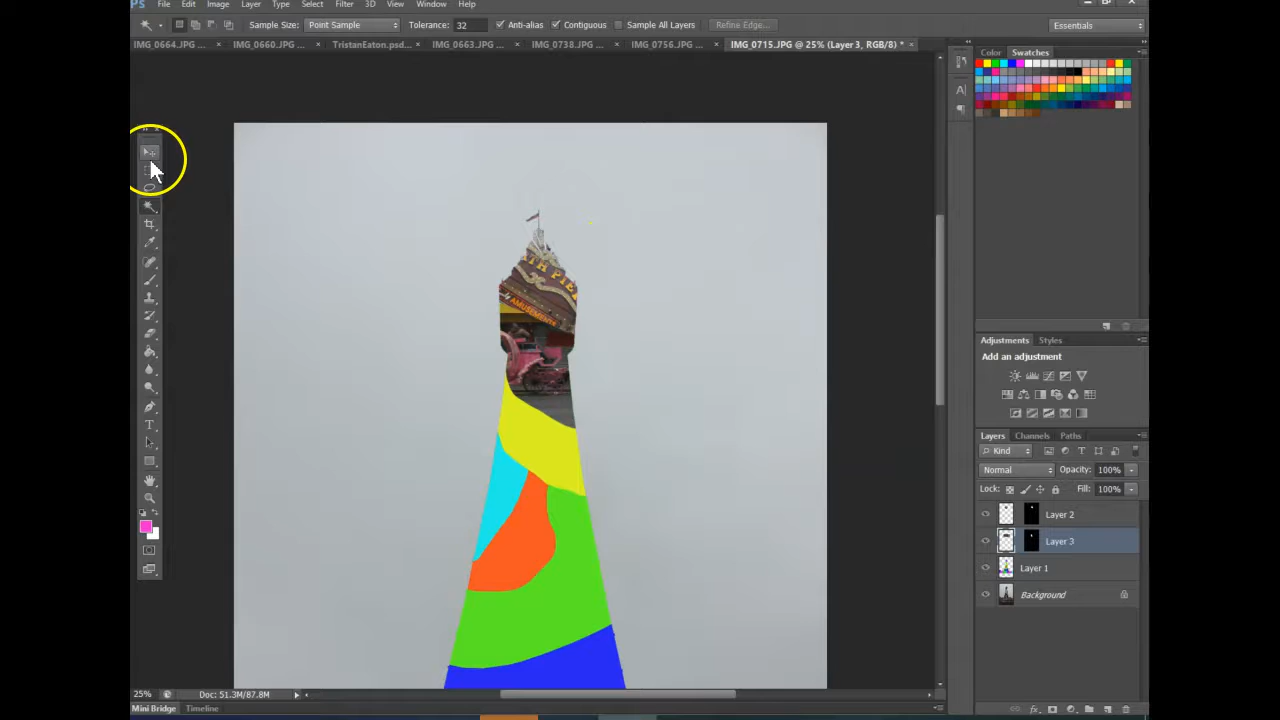 PS File Edit Image Layer Type Select Filter 3D View Window Help
Sample Size: Point Sample Tolerance: 32 Anti-alias Contiguous Sample All Layers Refine Edge... Essentials
IMG_0664.JPG ... × IMG_0660.JPG ... × TristanEaton.psd... × IMG_0663.JPG ... × IMG_0738.JPG ... × IMG_0756.JPG ... × IMG_0715.JPG @ 25% (Layer 3, RGB/8) * ×
Color Swatches
TH PIE
AMUSEMENTS
Adjustments Styles
Add an adjustment
Layers Channels Paths
Kind
Normal Opacity: 100%
Lock: Fill: 100%
Layer 2
Layer 3
Layer 1
Background
25% Doc: 51.3M/87.8M
Mini Bridge Timeline